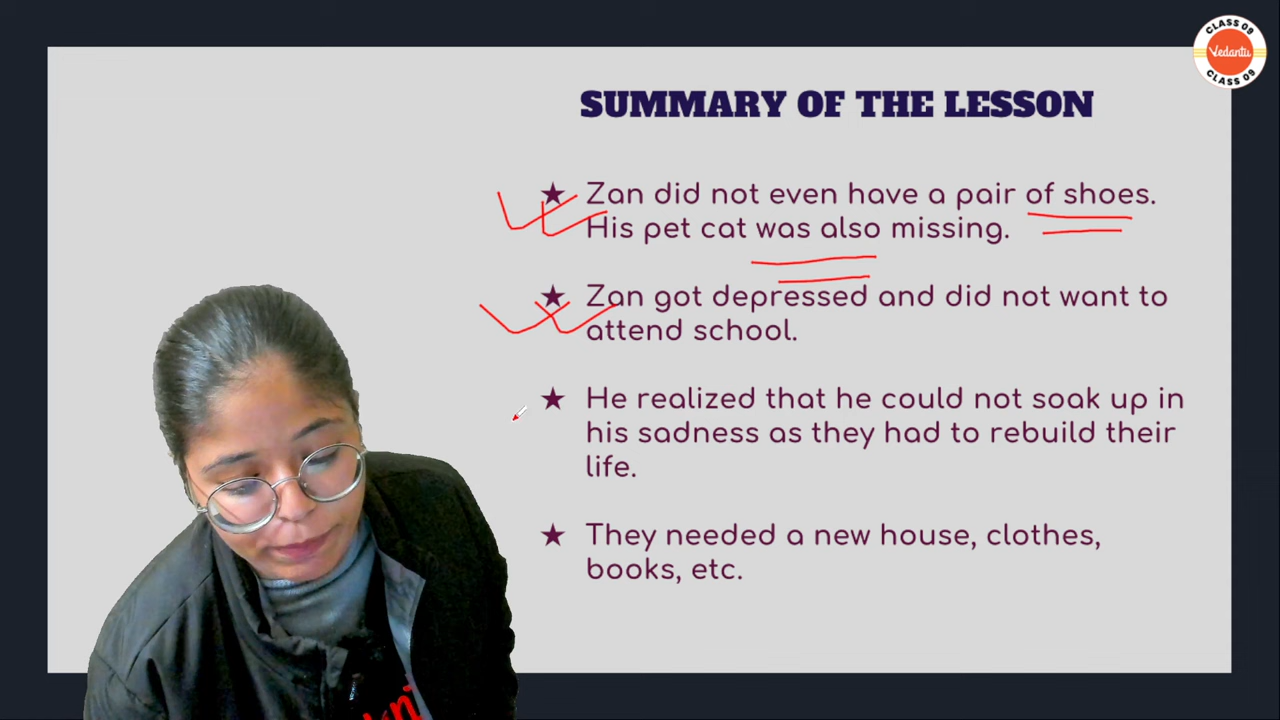 CLASS 09
Vedantu
CLASS 09
SUMMARY OF THE LESSON
★ Zan did not even have a pair of shoes.
His pet cat was also missing.
★ Zan got depressed and did not want to
attend school.
★ He realized that he could not soak up in
his sadness as they had to rebuild their
life.
★ They needed a new house, clothes,
books, etc.